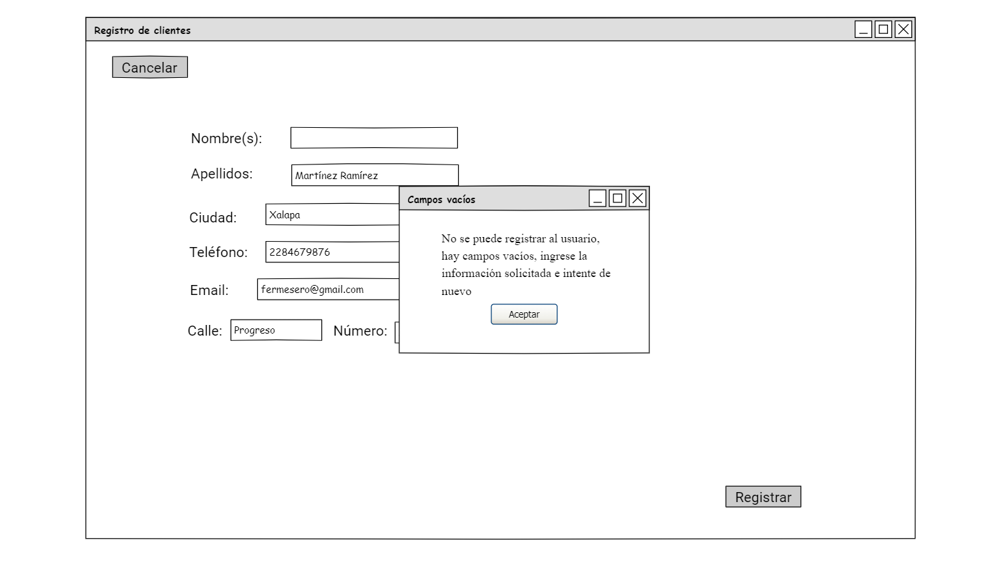 Registro de clientes
Cancelar
Nombre(s):
Apellidos: Martínez Ramírez
Ciudad: Xalapa
Teléfono: 2284679876
Email: fermesero@gmail.com
Calle: Progreso Número:
Campos vacíos
No se puede registrar al usuario,
hay campos vacíos, ingrese la
información solicitada e intente de
nuevo
Aceptar
Registrar